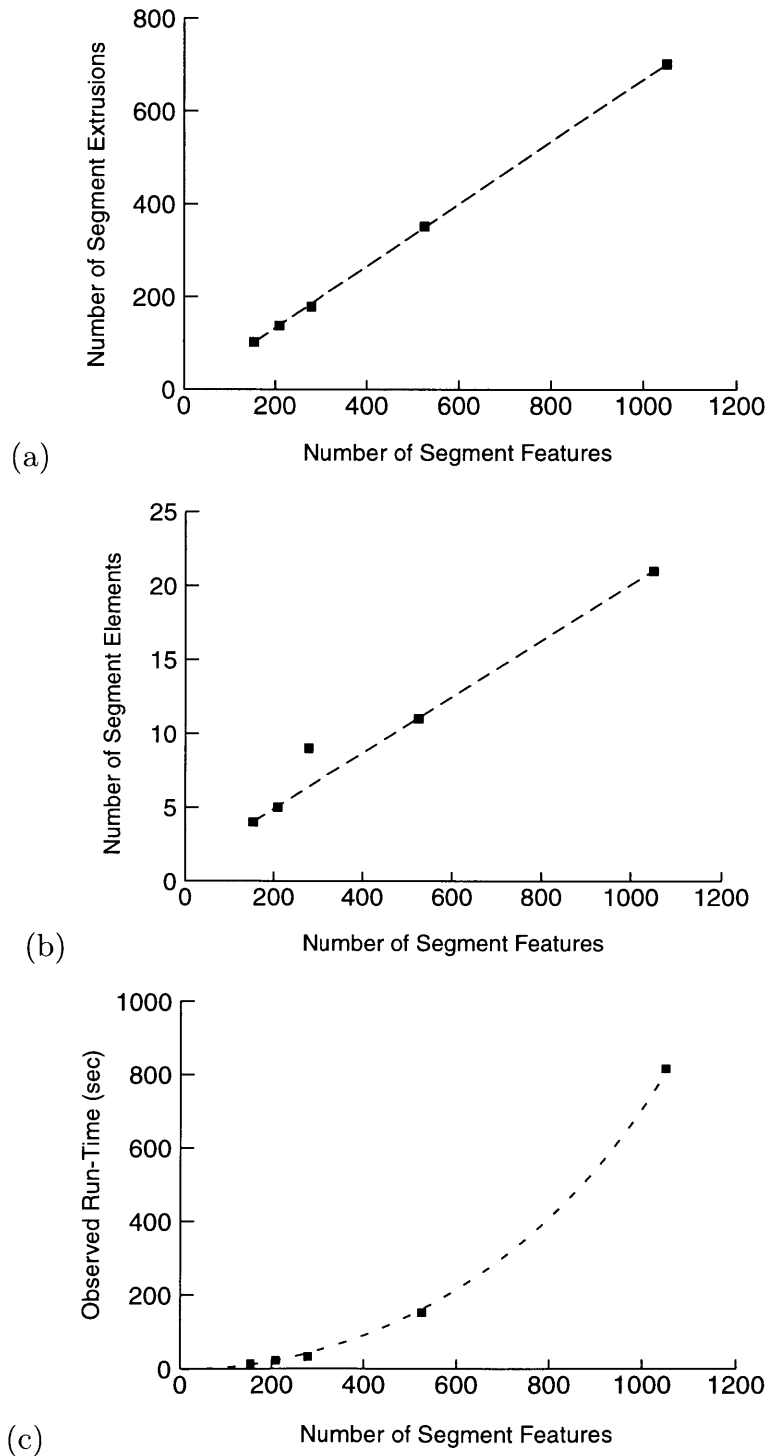 800
600
400
200
0
Number of Segment Extrusions
0 200 400 600 800 1000 1200
Number of Segment Features
(a)
25
20
15
10
5
0
Number of Segment Elements
0 200 400 600 800 1000 1200
Number of Segment Features
(b)
1000
800
600
400
200
0
Observed Run-Time (sec)
0 200 400 600 800 1000 1200
Number of Segment Features
(c)